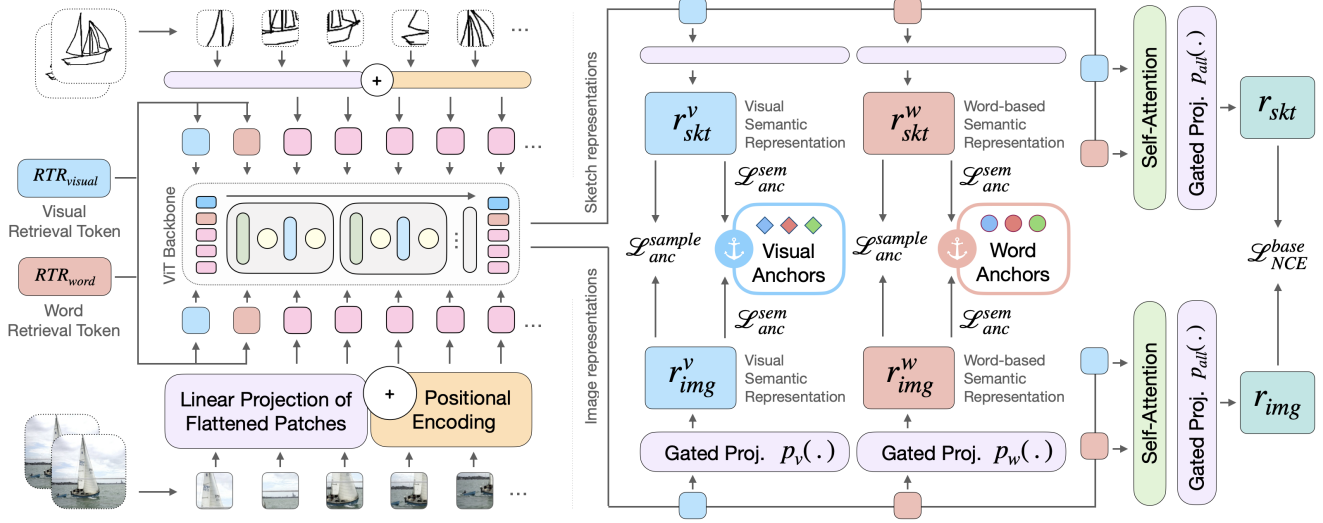 RTR_visual
Visual
Retrieval Token
RTR_word
Word
Retrieval Token
...
+
...
ViT Backbone
...
...
Linear Projection of
Flattened Patches
+
Positional
Encoding
...
Sketch representations
Image representations
r^v_skt
Visual
Semantic
Representation
r^w_skt
Word-based
Semantic
Representation
ℒ^sem_anc
ℒ^sem_anc
ℒ^sample_anc
Visual
Anchors
ℒ^sample_anc
Word
Anchors
ℒ^sem_anc
ℒ^sem_anc
r^v_img
Visual
Semantic
Representation
r^w_img
Word-based
Semantic
Representation
Gated Proj. p_v(.)
Gated Proj. p_w(.)
Self-Attention
Gated Proj. p_all(.)
r_skt
ℒ^base_NCE
Self-Attention
Gated Proj. p_all(.)
r_img